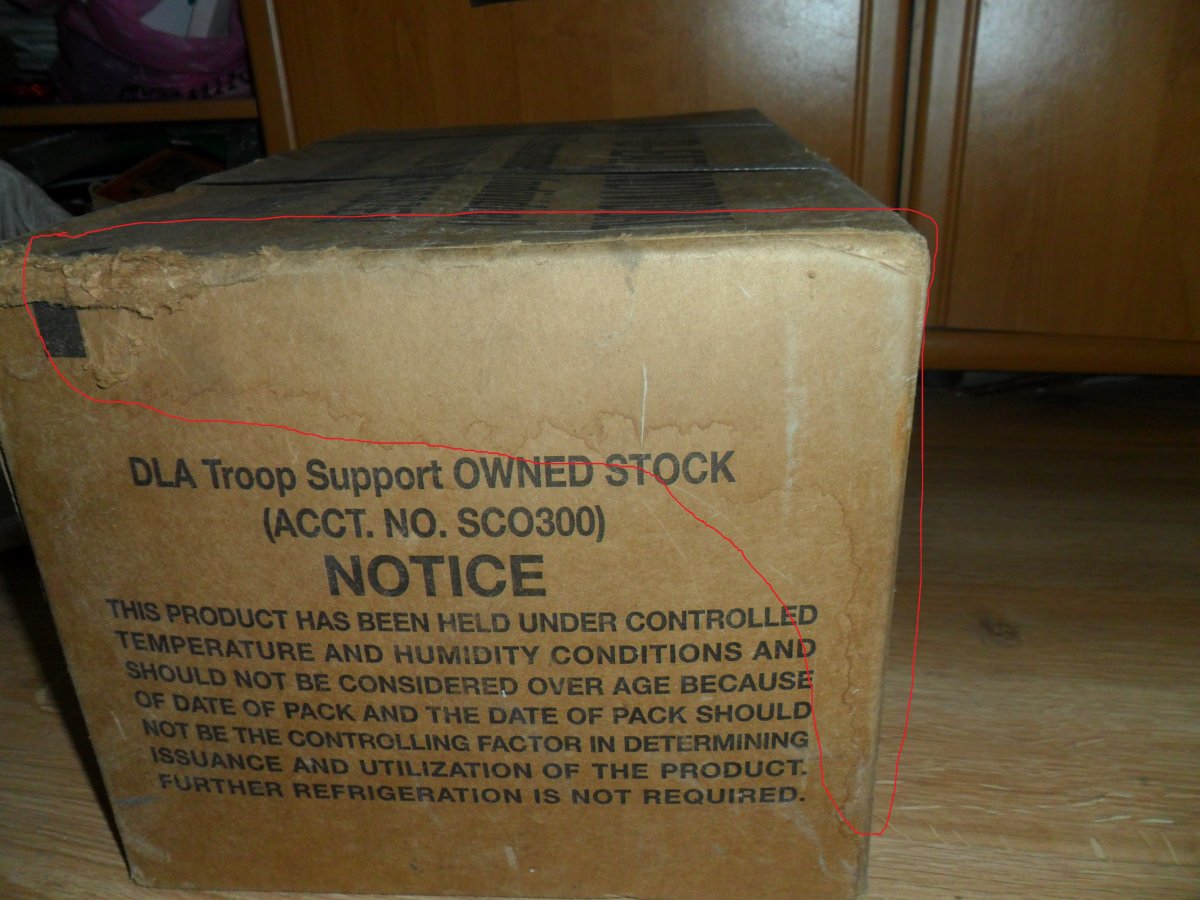 DLA Troop Support OWNED STOCK
(ACCT. NO. SCO300)
NOTICE
THIS PRODUCT HAS BEEN HELD UNDER CONTROLLED
TEMPERATURE AND HUMIDITY CONDITIONS AND
SHOULD NOT BE CONSIDERED OVER AGE BECAUSE
OF DATE OF PACK AND THE DATE OF PACK SHOULD
NOT BE THE CONTROLLING FACTOR IN DETERMINING
ISSUANCE AND UTILIZATION OF THE PRODUCT.
FURTHER REFRIGERATION IS NOT REQUIRED.